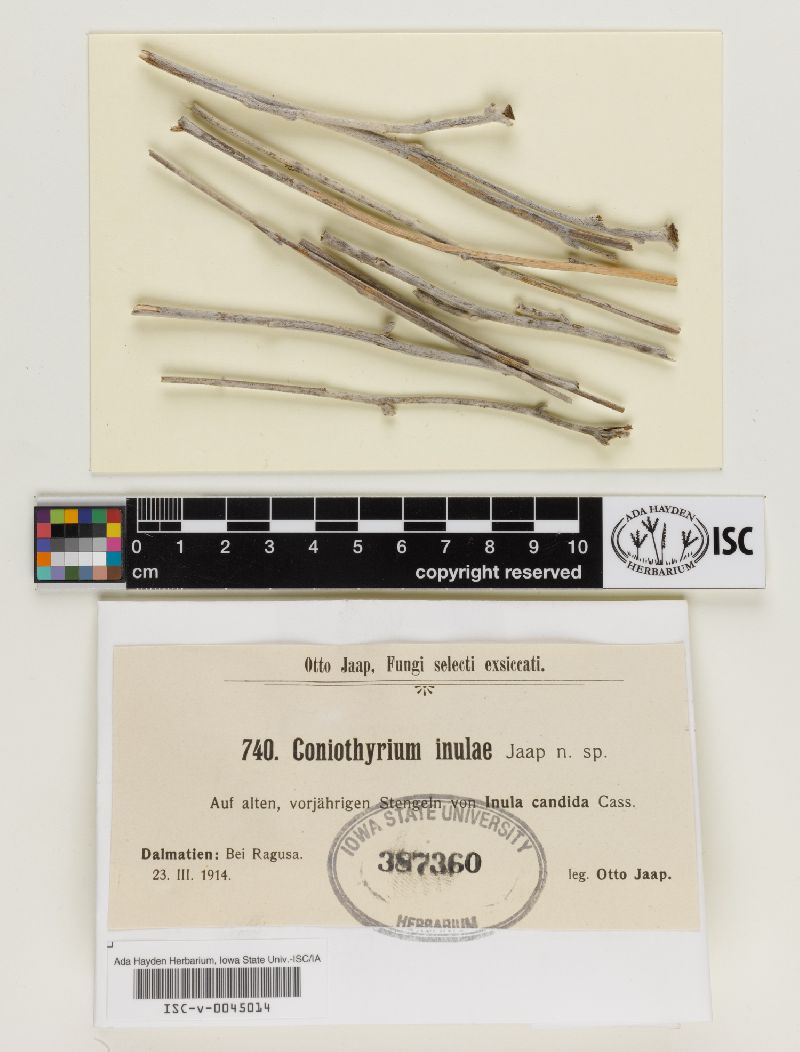 0 1 2 3 4 5 6 7 8 9 10
cm
copyright reserved
ADA HAYDEN
HERBARIUM
ISC
Otto Jaap, Fungi selecti exsiccati.
740. Coniothyrium inulae Jaap n. sp.
Auf alten, vorjährigen Stengeln von Inula candida Cass.
Dalmatien: Bei Ragusa.
23. III. 1914.
leg. Otto Jaap.
IOWA STATE UNIVERSITY
387360
HERBARIUM
Ada Hayden Herbarium, Iowa State Univ.-ISC/IA
ISC-v-0045014